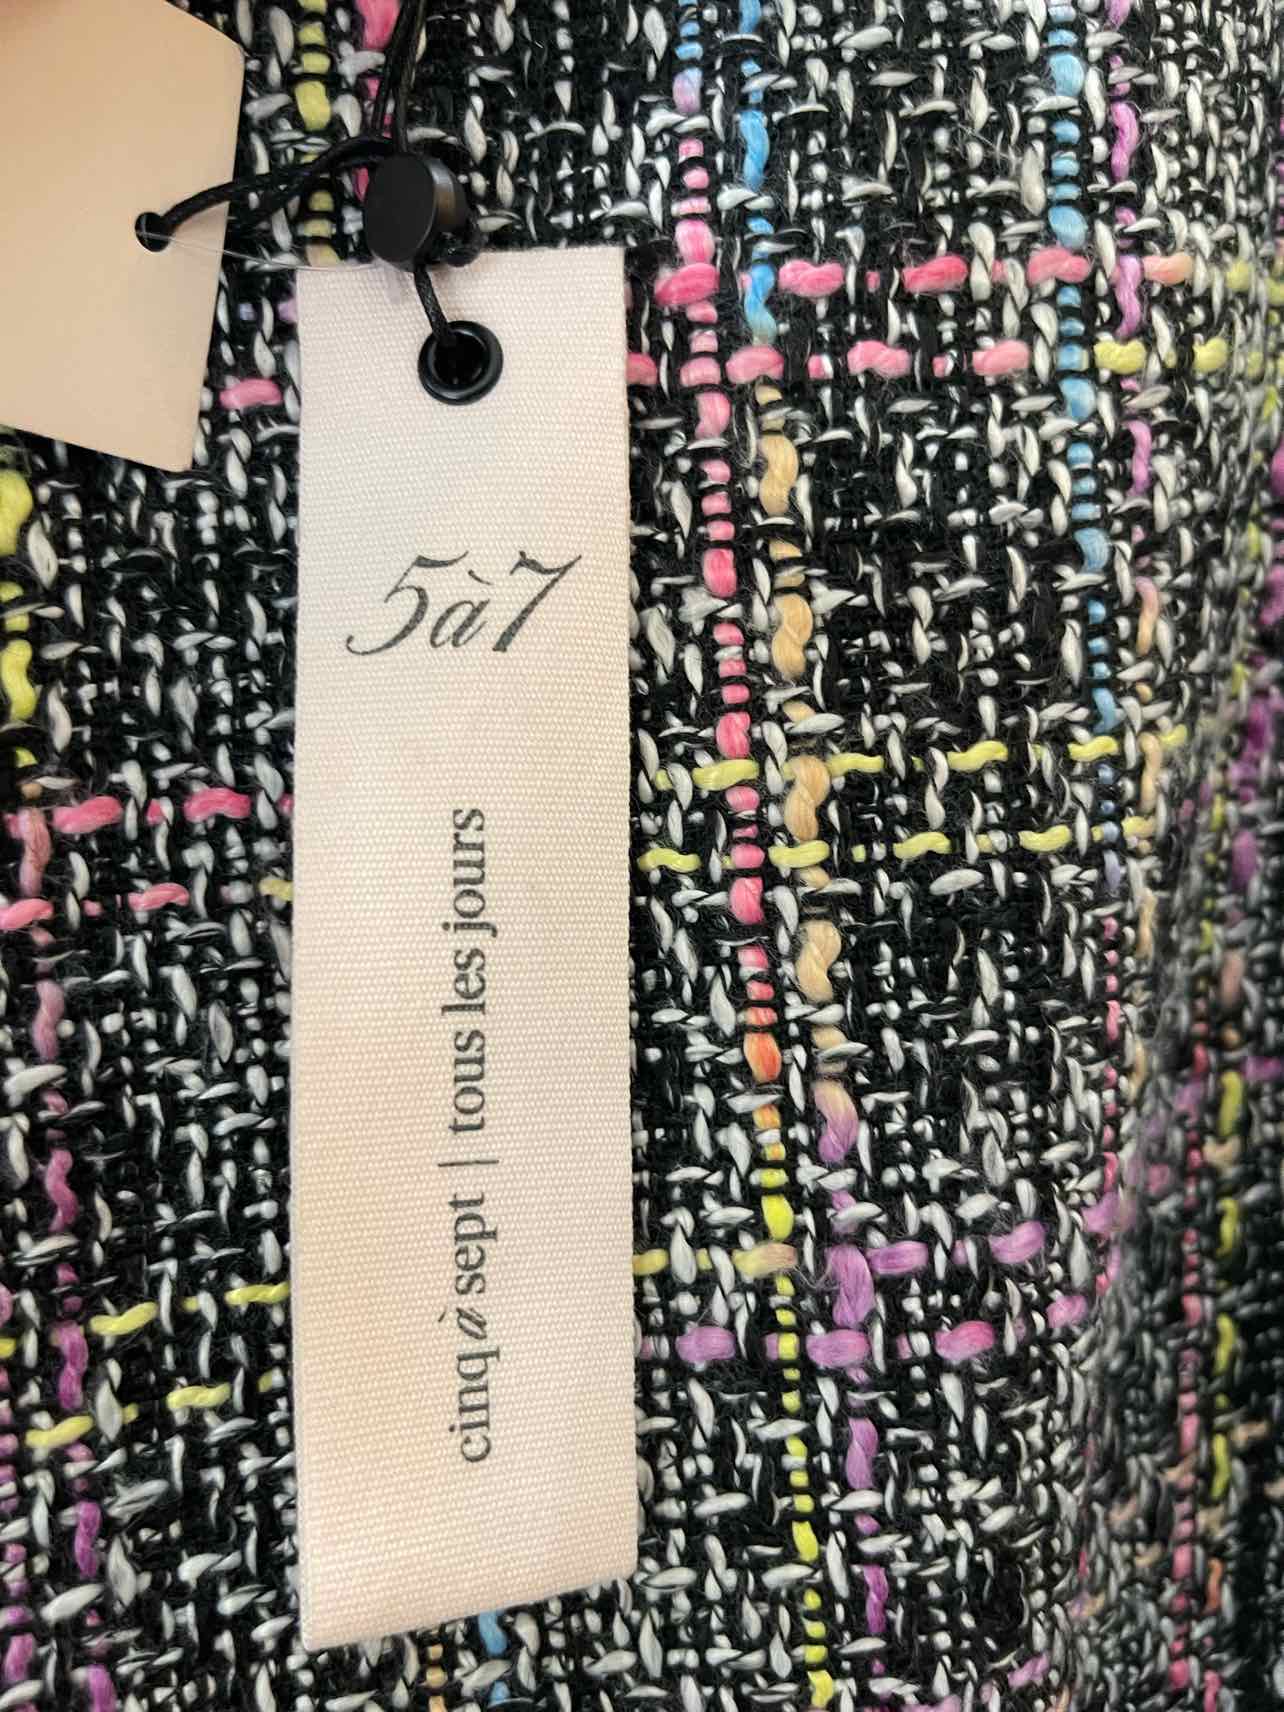 5à7
cinq à sept | tous les jours